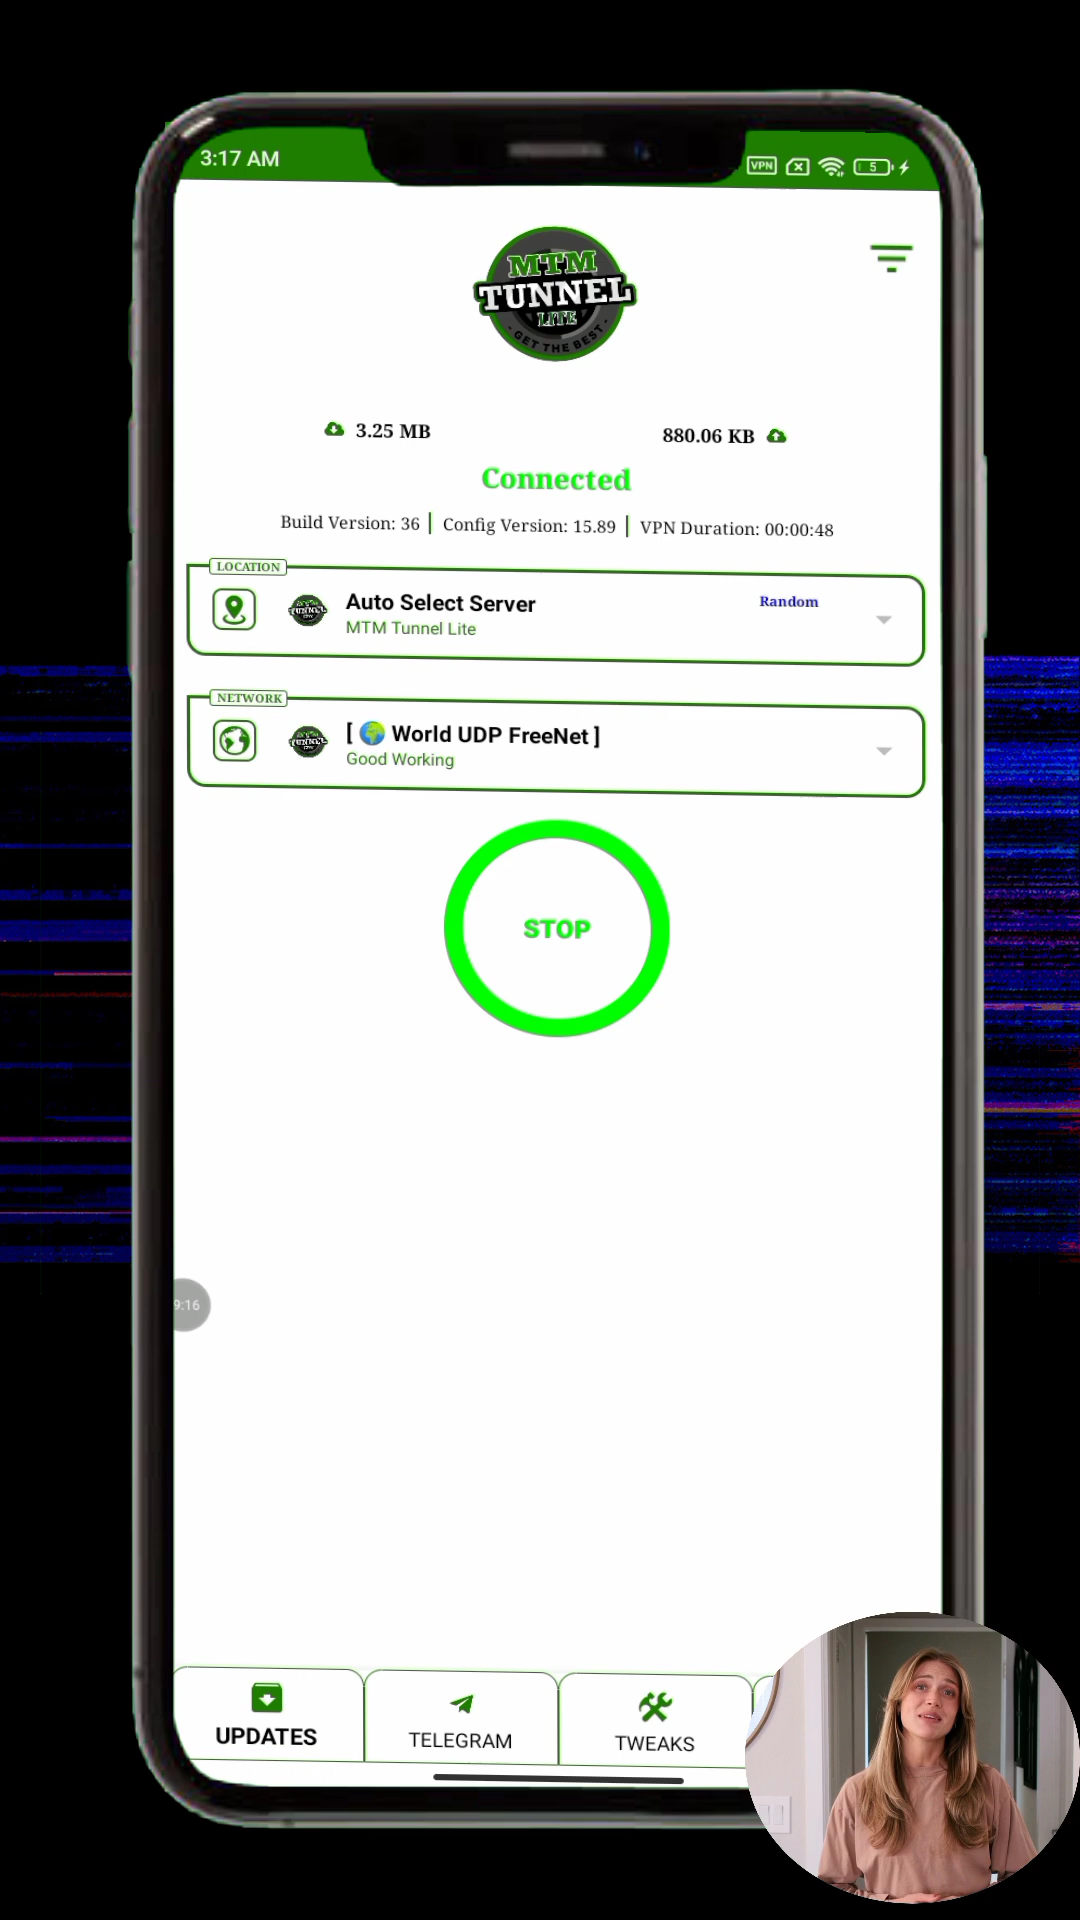 3:17 AM
VPN
5
MTM
TUNNEL
LITE
· GET THE BEST ·
3.25 MB
880.06 KB
Connected
Build Version: 36 | Config Version: 15.89 | VPN Duration: 00:00:48
LOCATION
Auto Select Server
Random
MTM Tunnel Lite
NETWORK
[ 🌍 World UDP FreeNet ]
Good Working
STOP
9:16
UPDATES
TELEGRAM
TWEAKS